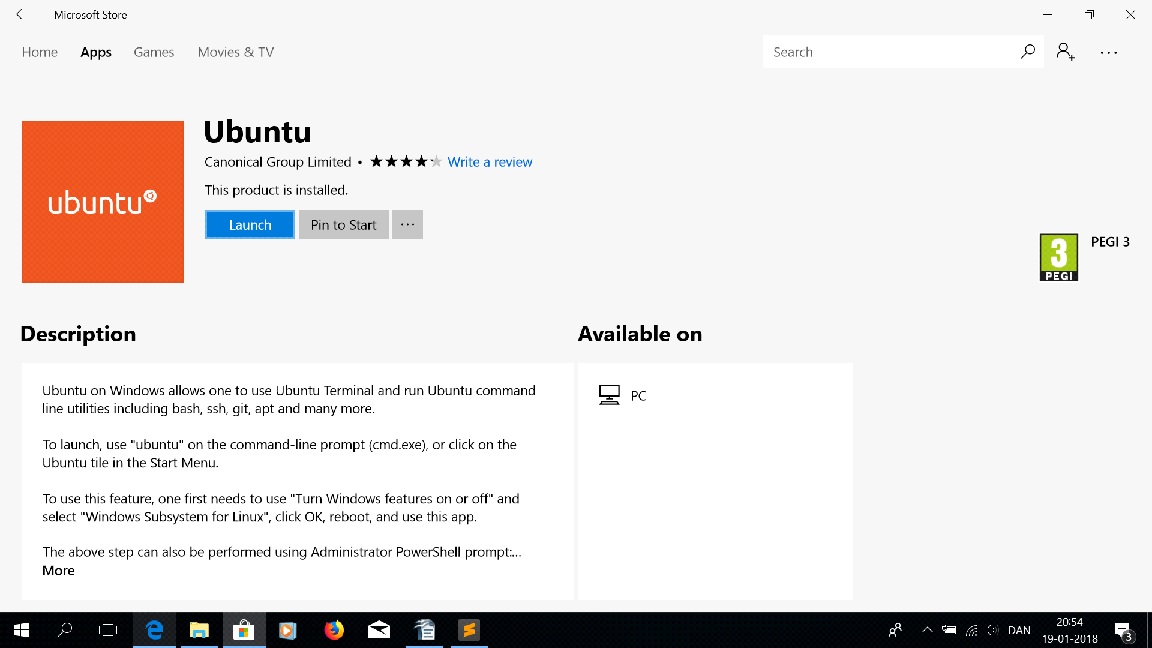 Microsoft Store
Home Apps Games Movies & TV Search
ubuntu
Ubuntu
Canonical Group Limited • Write a review
This product is installed.
Launch Pin to Start ...
3
PEGI
PEGI 3
Description
Ubuntu on Windows allows one to use Ubuntu Terminal and run Ubuntu command
line utilities including bash, ssh, git, apt and many more.
To launch, use "ubuntu" on the command-line prompt (cmd.exe), or click on the
Ubuntu tile in the Start Menu.
To use this feature, one first needs to use "Turn Windows features on or off" and
select "Windows Subsystem for Linux", click OK, reboot, and use this app.
The above step can also be performed using Administrator PowerShell prompt:...
More
Available on
PC
DAN
20:54
19-01-2018
3